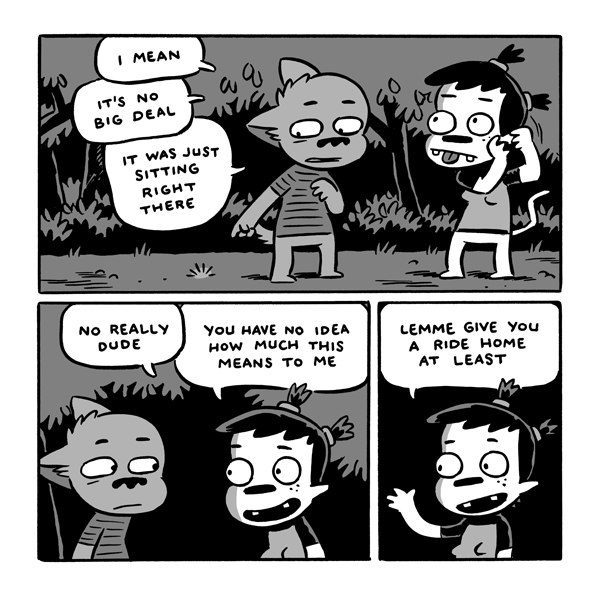 I MEAN
IT'S NO
BIG DEAL
IT WAS JUST
SITTING
RIGHT
THERE
NO REALLY
DUDE
YOU HAVE NO IDEA
HOW MUCH THIS
MEANS TO ME
LEMME GIVE YOU
A RIDE HOME
AT LEAST